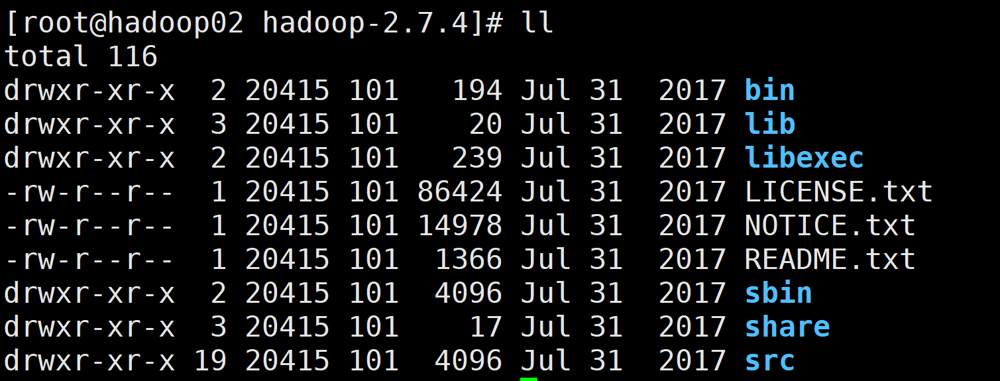 [root@hadoop02 hadoop-2.7.4]# ll
total 116
drwxr-xr-x  2 20415 101   194 Jul 31  2017 bin
drwxr-xr-x  3 20415 101    20 Jul 31  2017 lib
drwxr-xr-x  2 20415 101   239 Jul 31  2017 libexec
-rw-r--r--  1 20415 101 86424 Jul 31  2017 LICENSE.txt
-rw-r--r--  1 20415 101 14978 Jul 31  2017 NOTICE.txt
-rw-r--r--  1 20415 101  1366 Jul 31  2017 README.txt
drwxr-xr-x  2 20415 101  4096 Jul 31  2017 sbin
drwxr-xr-x  3 20415 101    17 Jul 31  2017 share
drwxr-xr-x 19 20415 101  4096 Jul 31  2017 src